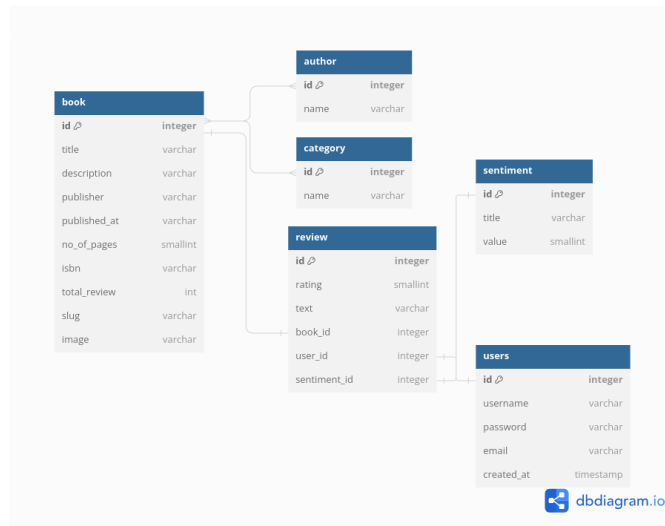 book
id integer
title varchar
description varchar
publisher varchar
published_at varchar
no_of_pages smallint
isbn varchar
total_review int
slug varchar
image varchar
author
id integer
name varchar
category
id integer
name varchar
review
id integer
rating smallint
text varchar
book_id integer
user_id integer
sentiment_id integer
sentiment
id integer
title varchar
value smallint
users
id integer
username varchar
password varchar
email varchar
created_at timestamp
dbdiagram.io